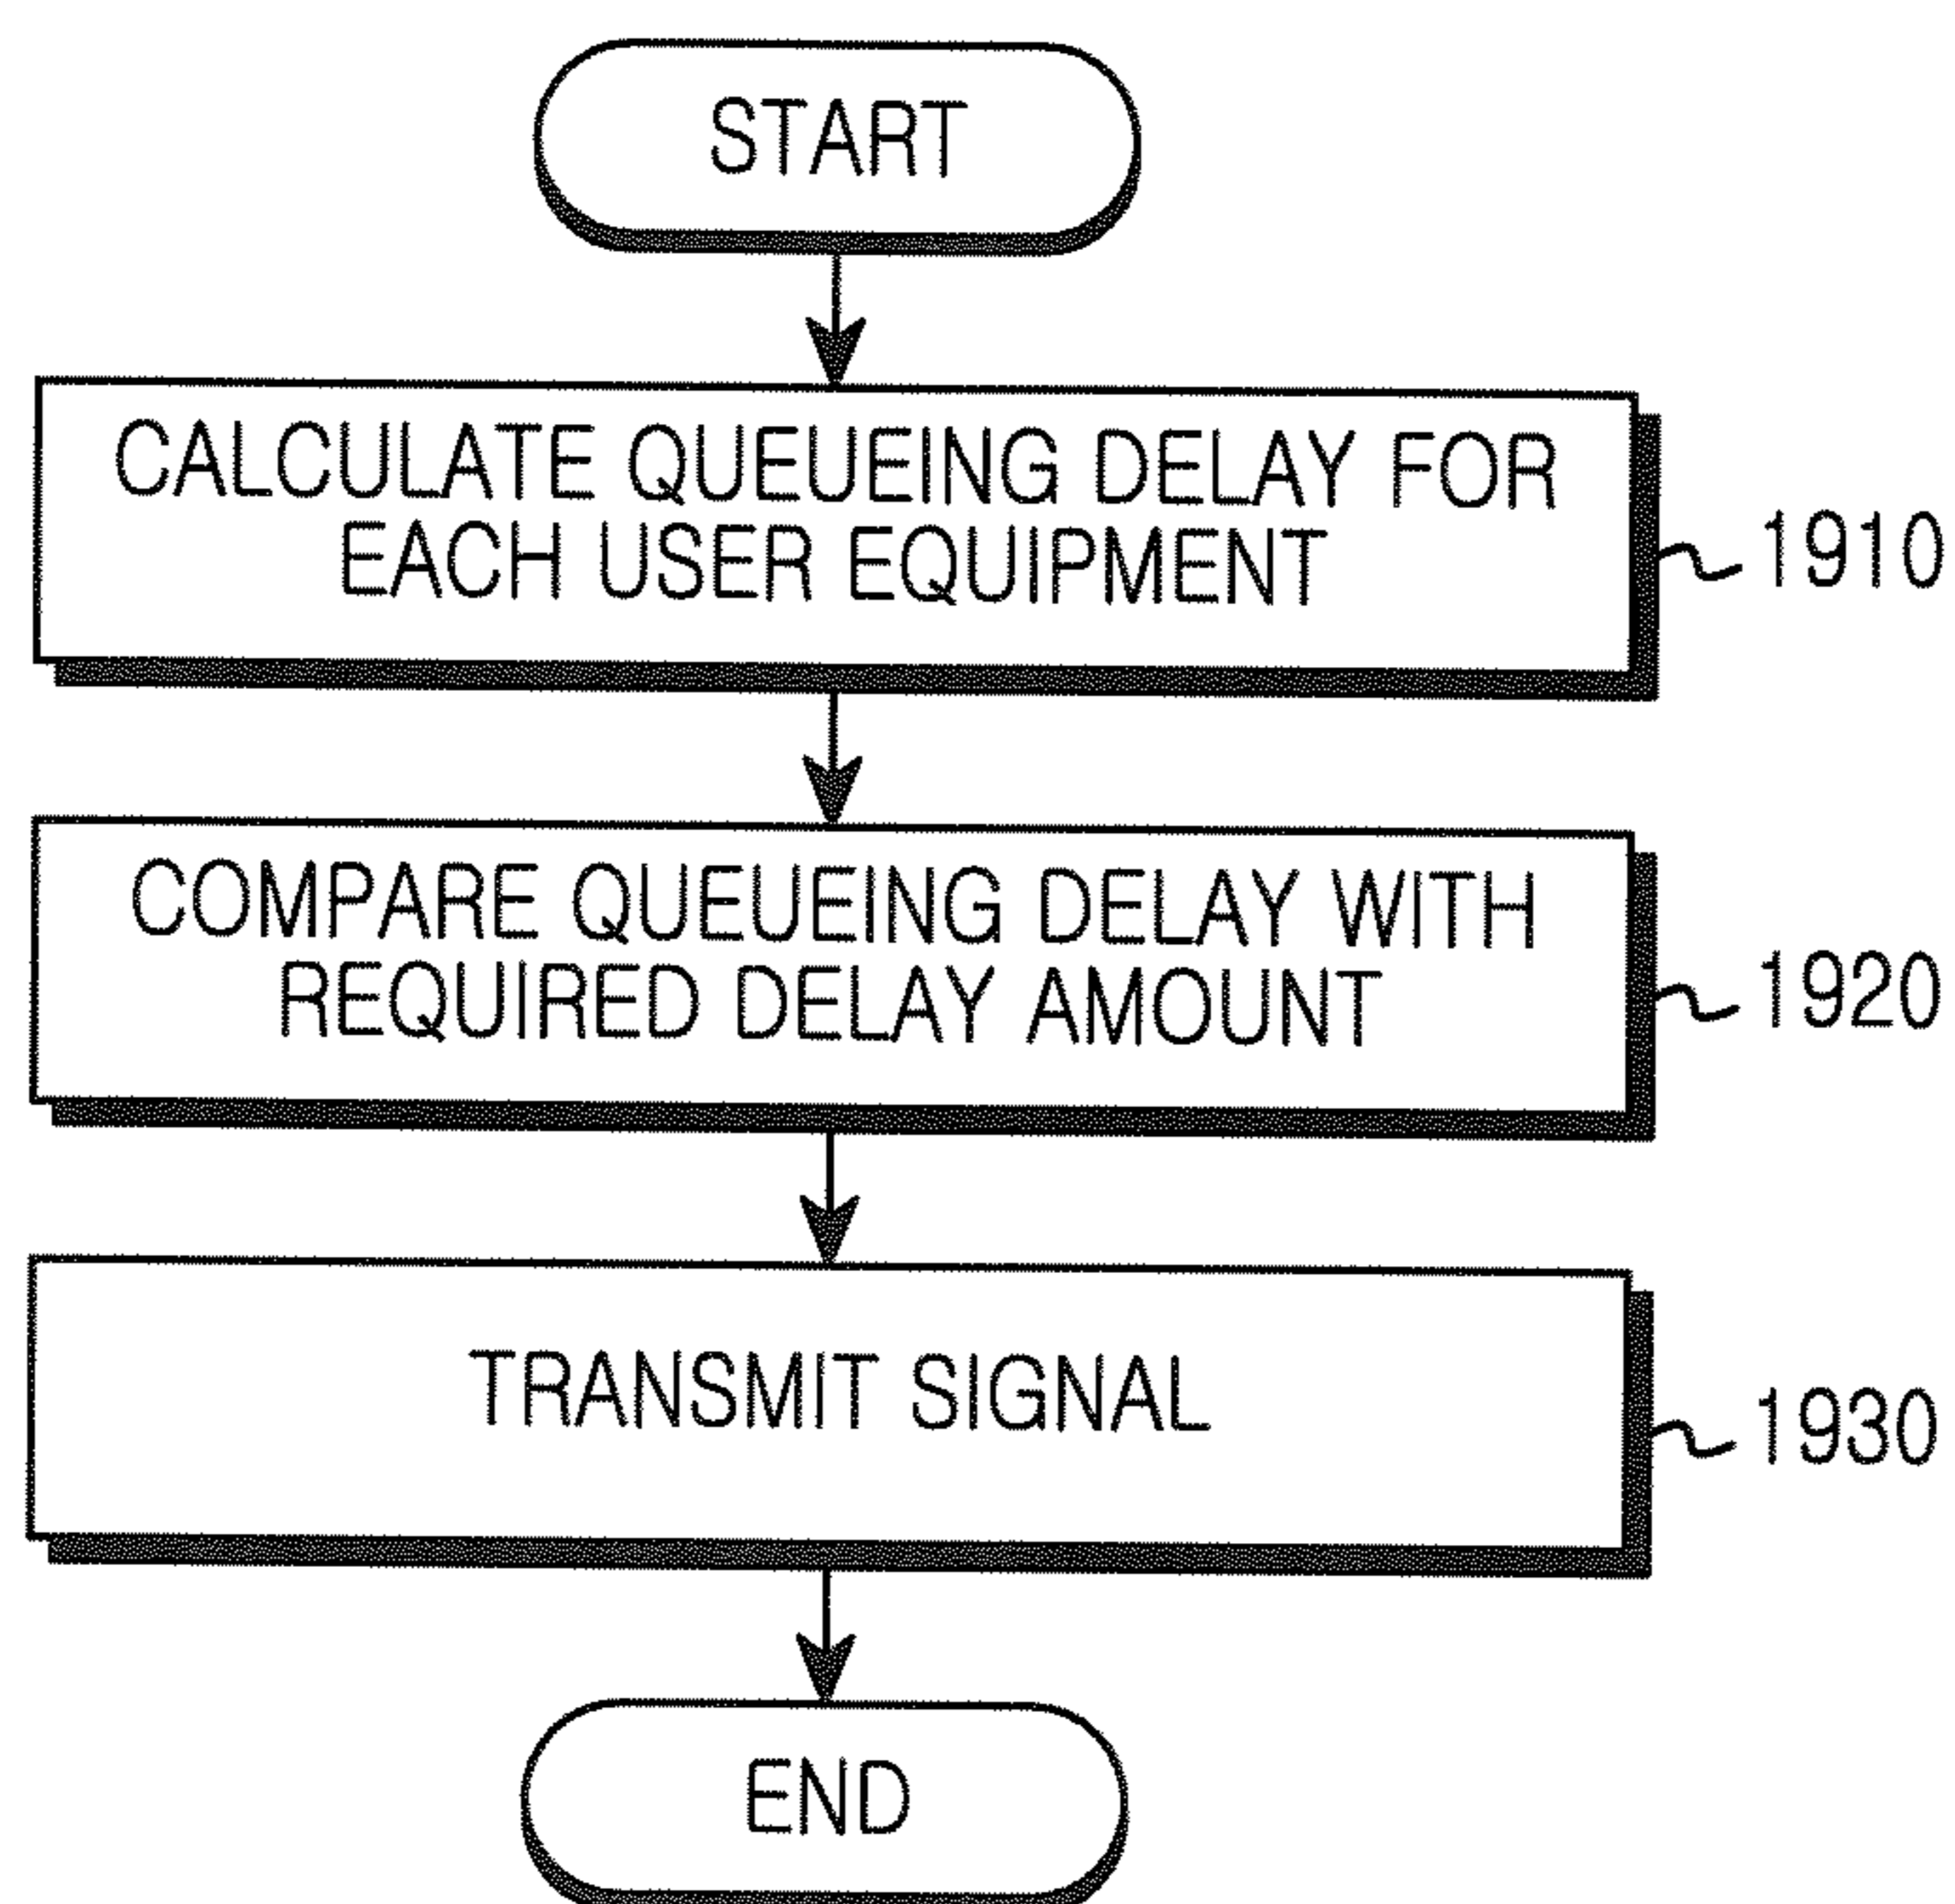 START
CALCULATE QUEUEING DELAY FOR
EACH USER EQUIPMENT
1910
COMPARE QUEUEING DELAY WITH
REQUIRED DELAY AMOUNT
1920
TRANSMIT SIGNAL
1930
END